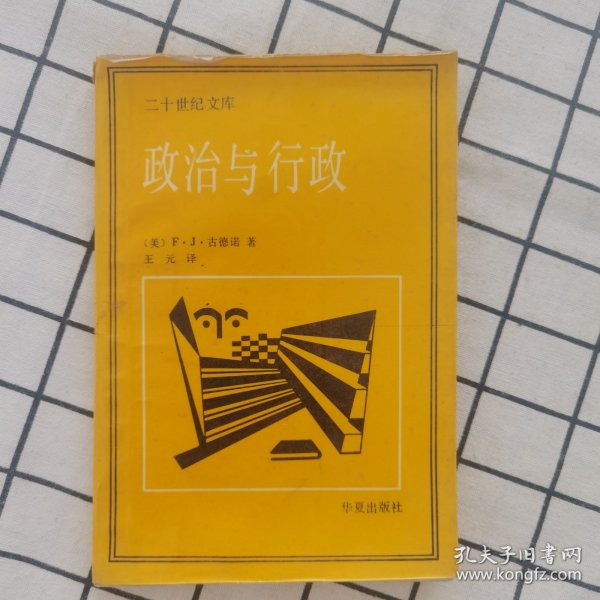 二十世纪文库
政治与行政
〔美〕F·J·古德诺 著
王元译
华夏出版社
孔夫子旧書网
www.kongfz.com